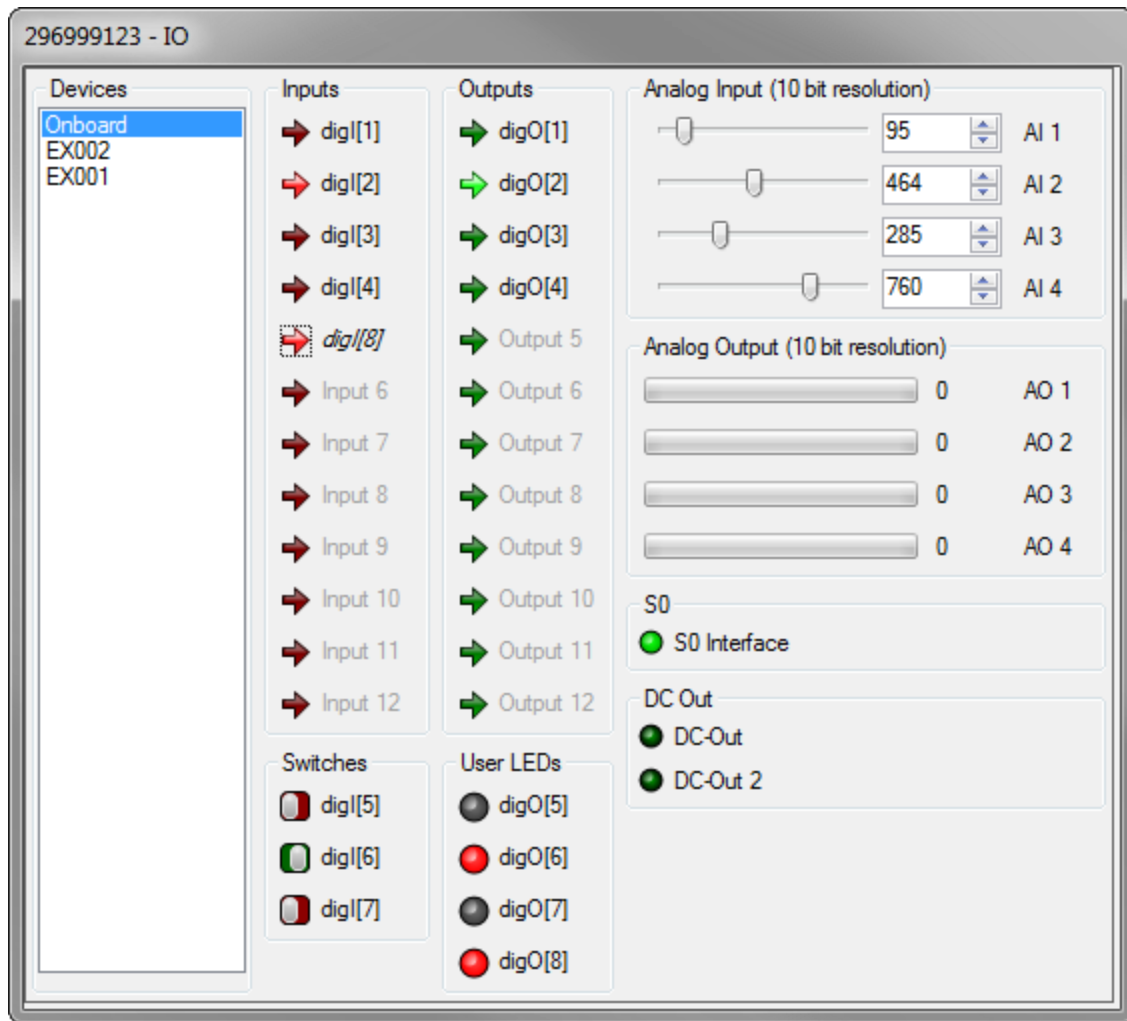 296999123 - IO
Devices
Onboard
EX002
EX001
Inputs
digI[1]
digI[2]
digI[3]
digI[4]
digI[8]
Input 6
Input 7
Input 8
Input 9
Input 10
Input 11
Input 12
Switches
digI[5]
digI[6]
digI[7]
Outputs
digO[1]
digO[2]
digO[3]
digO[4]
Output 5
Output 6
Output 7
Output 8
Output 9
Output 10
Output 11
Output 12
User LEDs
digO[5]
digO[6]
digO[7]
digO[8]
Analog Input (10 bit resolution)
95 AI 1
464 AI 2
285 AI 3
760 AI 4
Analog Output (10 bit resolution)
0 AO 1
0 AO 2
0 AO 3
0 AO 4
S0
S0 Interface
DC Out
DC-Out
DC-Out 2